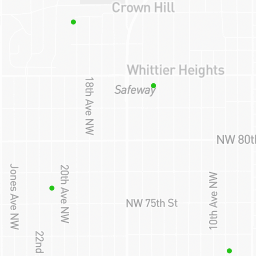 Crown Hill
Whittier Heights
Safeway
18th Ave NW
NW 80th
Jones Ave NW
20th Ave NW
10th Ave NW
NW 75th St
22nd